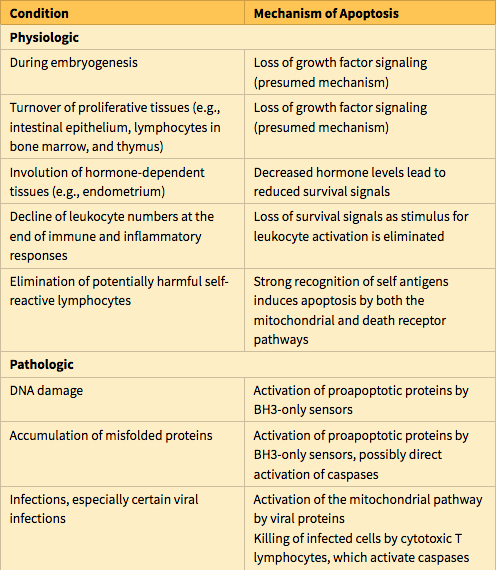 Condition Mechanism of Apoptosis
Physiologic
During embryogenesis Loss of growth factor signaling
(presumed mechanism)
Turnover of proliferative tissues (e.g., Loss of growth factor signaling
intestinal epithelium, lymphocytes in (presumed mechanism)
bone marrow, and thymus)
Involution of hormone-dependent Decreased hormone levels lead to
tissues (e.g., endometrium) reduced survival signals
Decline of leukocyte numbers at the Loss of survival signals as stimulus for
end of immune and inflammatory leukocyte activation is eliminated
responses
Elimination of potentially harmful self- Strong recognition of self antigens
reactive lymphocytes induces apoptosis by both the
mitochondrial and death receptor
pathways
Pathologic
DNA damage Activation of proapoptotic proteins by
BH3-only sensors
Accumulation of misfolded proteins Activation of proapoptotic proteins by
BH3-only sensors, possibly direct
activation of caspases
Infections, especially certain viral Activation of the mitochondrial pathway
infections by viral proteins
Killing of infected cells by cytotoxic T
lymphocytes, which activate caspases